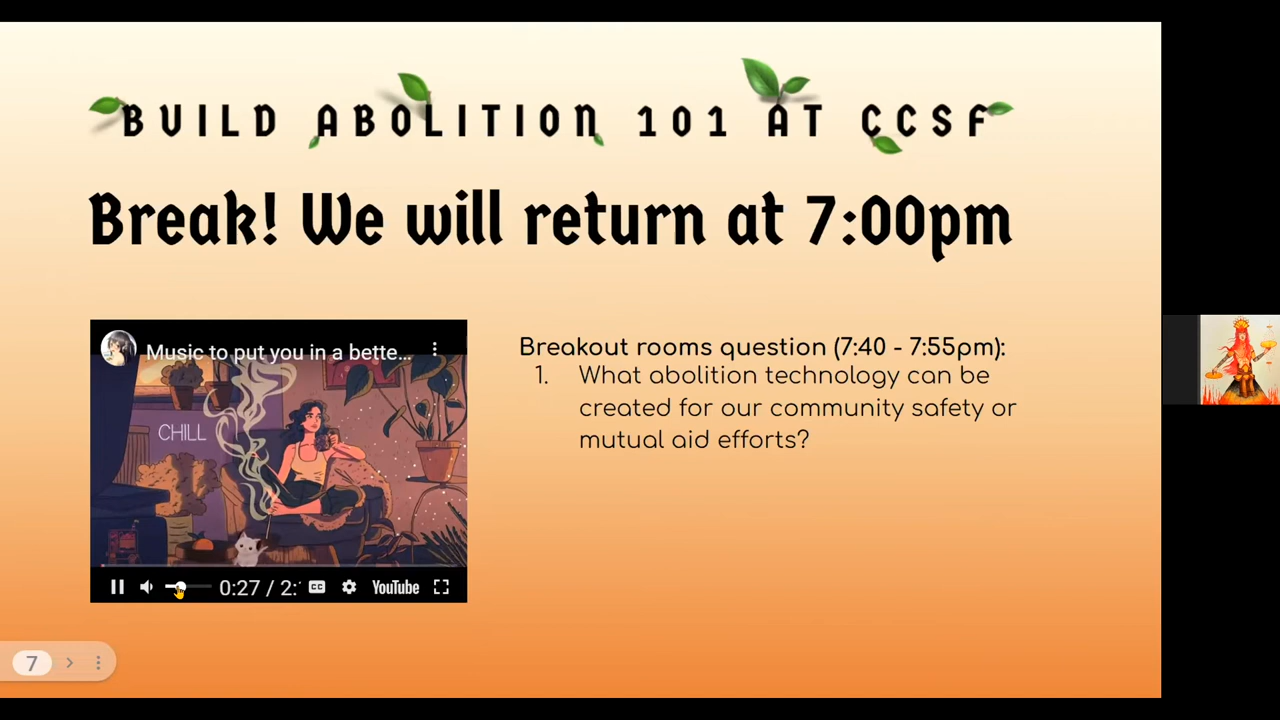 BUILD ABOLITION 101 AT CCSF
Break! We will return at 7:00pm
Music to put you in a bette...
CHILL
0:27 / 2:
CC
YouTube
Breakout rooms question (7:40 - 7:55pm):
1. What abolition technology can be
created for our community safety or
mutual aid efforts?
7